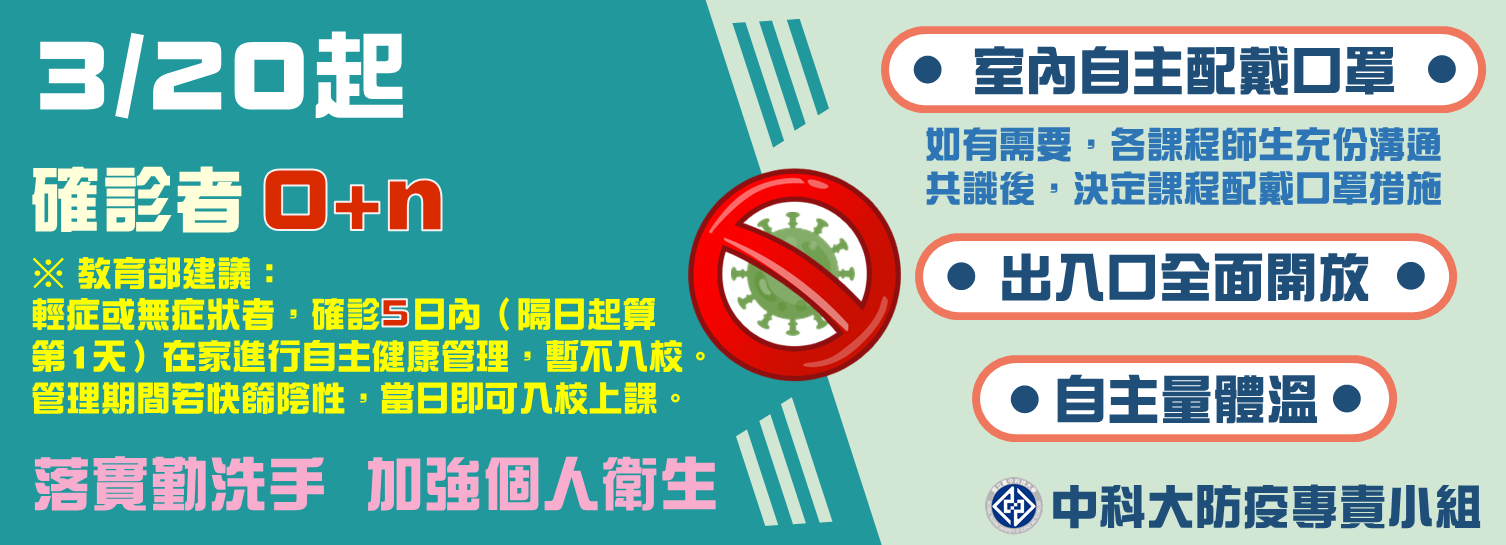 3/20起
確診者 0+n
※ 教育部建議：
輕症或無症狀者，確診5日內（隔日起算
第1天）在家進行自主健康管理，暫不入校。
管理期間若快篩陰性，當日即可入校上課。
落實勤洗手 加強個人衛生
● 室內自主配戴口罩 ●
如有需要，各課程師生充份溝通
共識後，決定課程配戴口罩措施
● 出入口全面開放 ●
● 自主量體溫 ●
中科大防疫專責小組